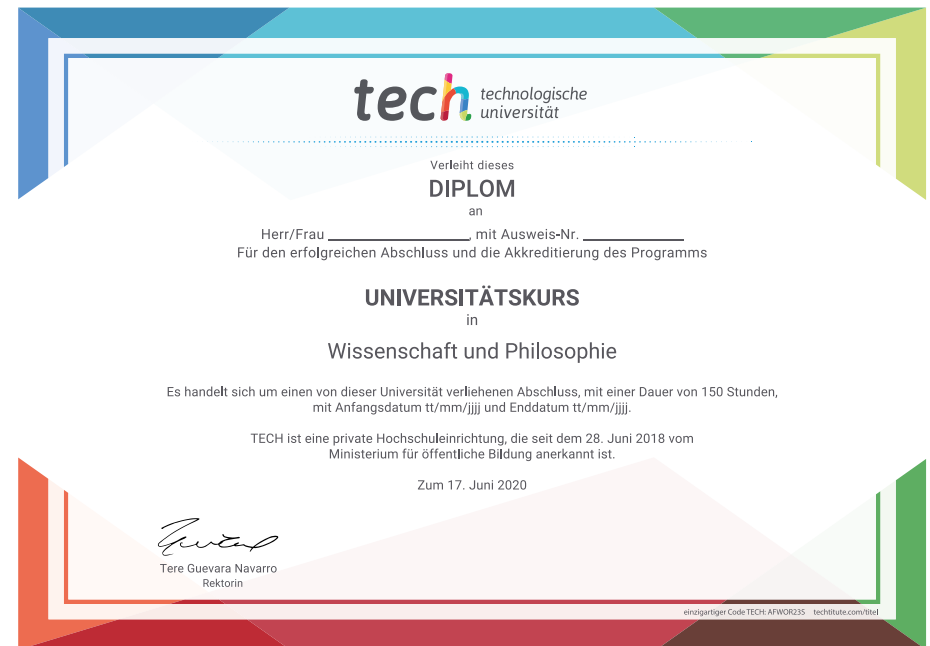 tech technologische
universität
Verleiht dieses
DIPLOM
an
Herr/Frau ____________________, mit Ausweis-Nr. ______________
Für den erfolgreichen Abschluss und die Akkreditierung des Programms
UNIVERSITÄTSKURS
in
Wissenschaft und Philosophie
Es handelt sich um einen von dieser Universität verliehenen Abschluss, mit einer Dauer von 150 Stunden,
mit Anfangsdatum tt/mm/jjjj und Enddatum tt/mm/jjjj.
TECH ist eine private Hochschuleinrichtung, die seit dem 28. Juni 2018 vom
Ministerium für öffentliche Bildung anerkannt ist.
Zum 17. Juni 2020
Tere Guevara Navarro
Rektorin
einzigartiger Code TECH: AFWOR23S techtitute.com/titel